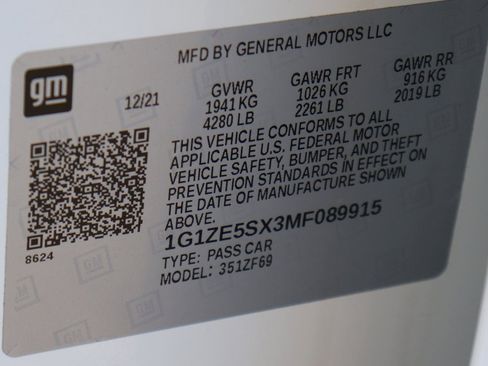 MFD BY GENERAL MOTORS LLC
gm
12/21
GVWR GAWR FRT GAWR RR
1941 KG 1026 KG 916 KG
4280 LB 2261 LB 2019 LB
THIS VEHICLE CONFORMS TO ALL
APPLICABLE U.S. FEDERAL MOTOR
VEHICLE SAFETY, BUMPER, AND THEFT
PREVENTION STANDARDS IN EFFECT ON
THE DATE OF MANUFACTURE SHOWN
ABOVE.
8624
1G1ZE5SX3MF089915
TYPE: PASS CAR
MODEL: 351ZF69